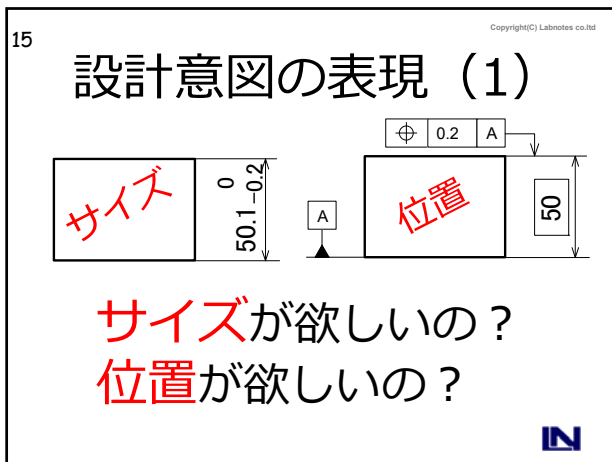 Copyright(C) Labnotes co.ltd
15
設計意図の表現（1）
⌖ 0.2 A
サイズ
0
50.1 -0.2
A
位置
50
サイズが欲しいの？
位置が欲しいの？
LN